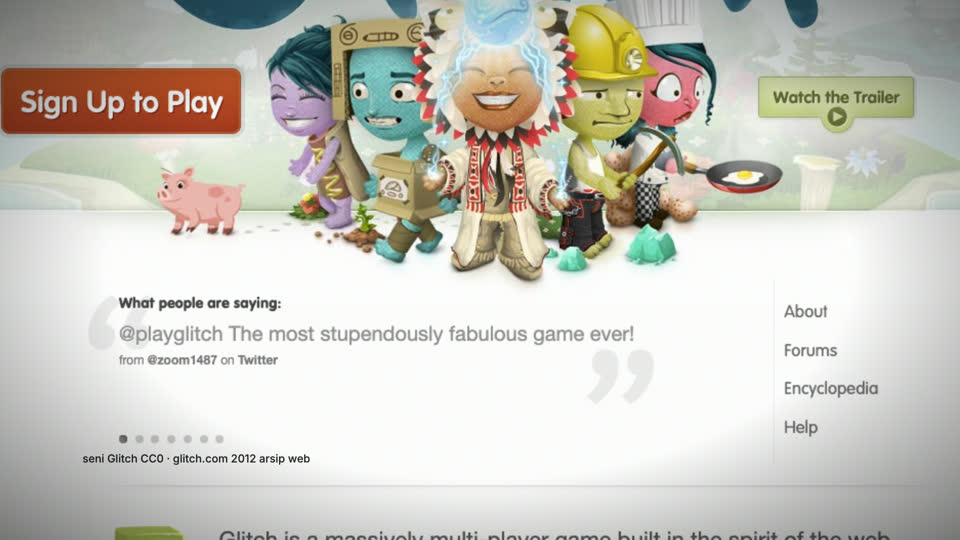 Sign Up to Play
Watch the Trailer
What people are saying:
@playglitch The most stupendously fabulous game ever!
from @zoom1487 on Twitter
About
Forums
Encyclopedia
Help
seni Glitch CC0 · glitch.com 2012 arsip web
Glitch is a massively multi-player game built in the spirit of the web